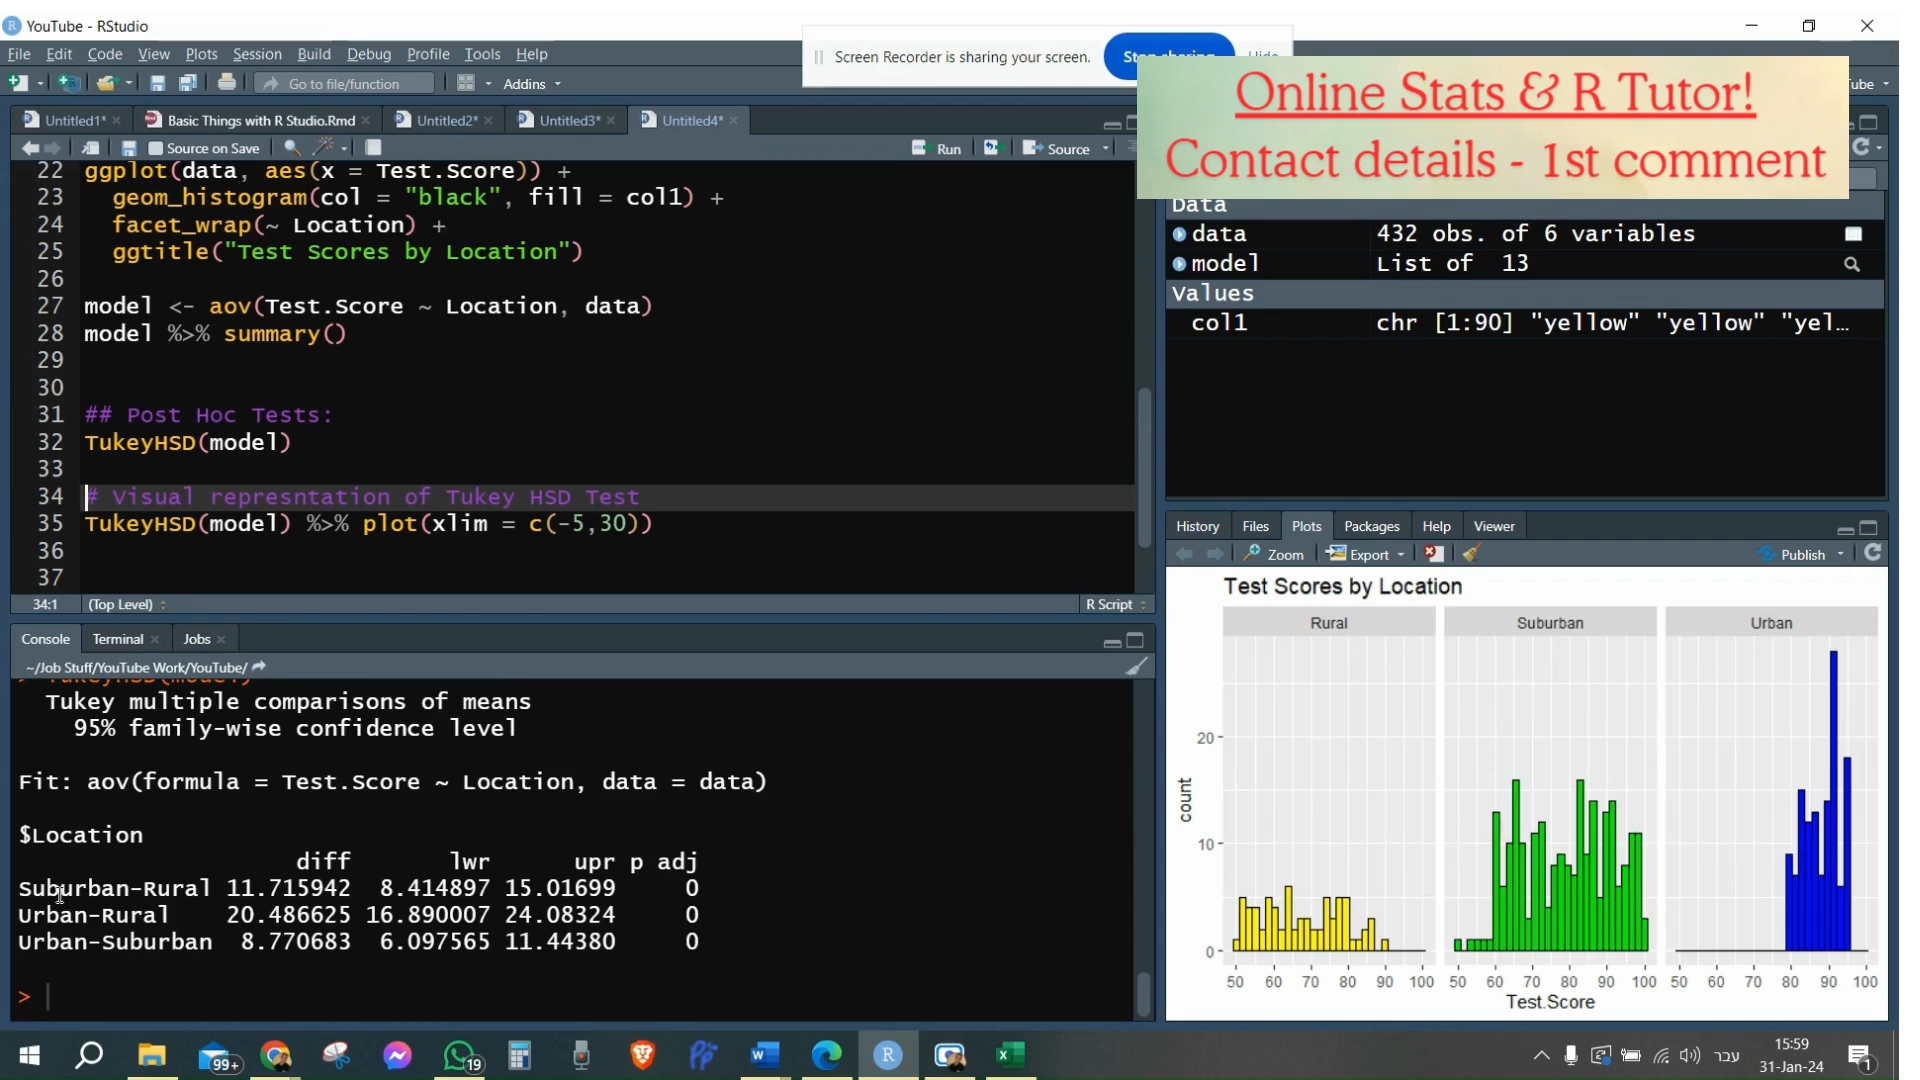 YouTube - RStudio
File Edit Code View Plots Session Build Debug Profile Tools Help
Screen Recorder is sharing your screen. Stop sharing Hide
Go to file/function Addins
Online Stats & R Tutor!
Contact details - 1st comment
Untitled1* Basic Things with R Studio.Rmd Untitled2* Untitled3* Untitled4*
Source on Save Run Source
22 ggplot(data, aes(x = Test.Score)) +
23 geom_histogram(col = "black", fill = col1) +
24 facet_wrap(~ Location) +
25 ggtitle("Test Scores by Location")
26
27 model <- aov(Test.Score ~ Location, data)
28 model %>% summary()
29
30
31 ## Post Hoc Tests:
32 TukeyHSD(model)
33
34 # Visual represntation of Tukey HSD Test
35 TukeyHSD(model) %>% plot(xlim = c(-5,30))
36
37
34:1 (Top Level) R Script
Data
data 432 obs. of 6 variables
model List of 13
Values
col1 chr [1:90] "yellow" "yellow" "yel…
Console Terminal Jobs
~/Job Stuff/YouTube Work/YouTube/
> TukeyHSD(model)
Tukey multiple comparisons of means
95% family-wise confidence level
Fit: aov(formula = Test.Score ~ Location, data = data)
$Location
diff lwr upr p adj
Suburban-Rural 11.715942 8.414897 15.01699 0
Urban-Rural 20.486625 16.890007 24.08324 0
Urban-Suburban 8.770683 6.097565 11.44380 0
>
History Files Plots Packages Help Viewer
Zoom Export Publish
Test Scores by Location
Rural Suburban Urban
20
10
0
count
50 60 70 80 90 100 50 60 70 80 90 100 50 60 70 80 90 100
Test.Score
99+ 19
עבר
15:59
31-Jan-24
1